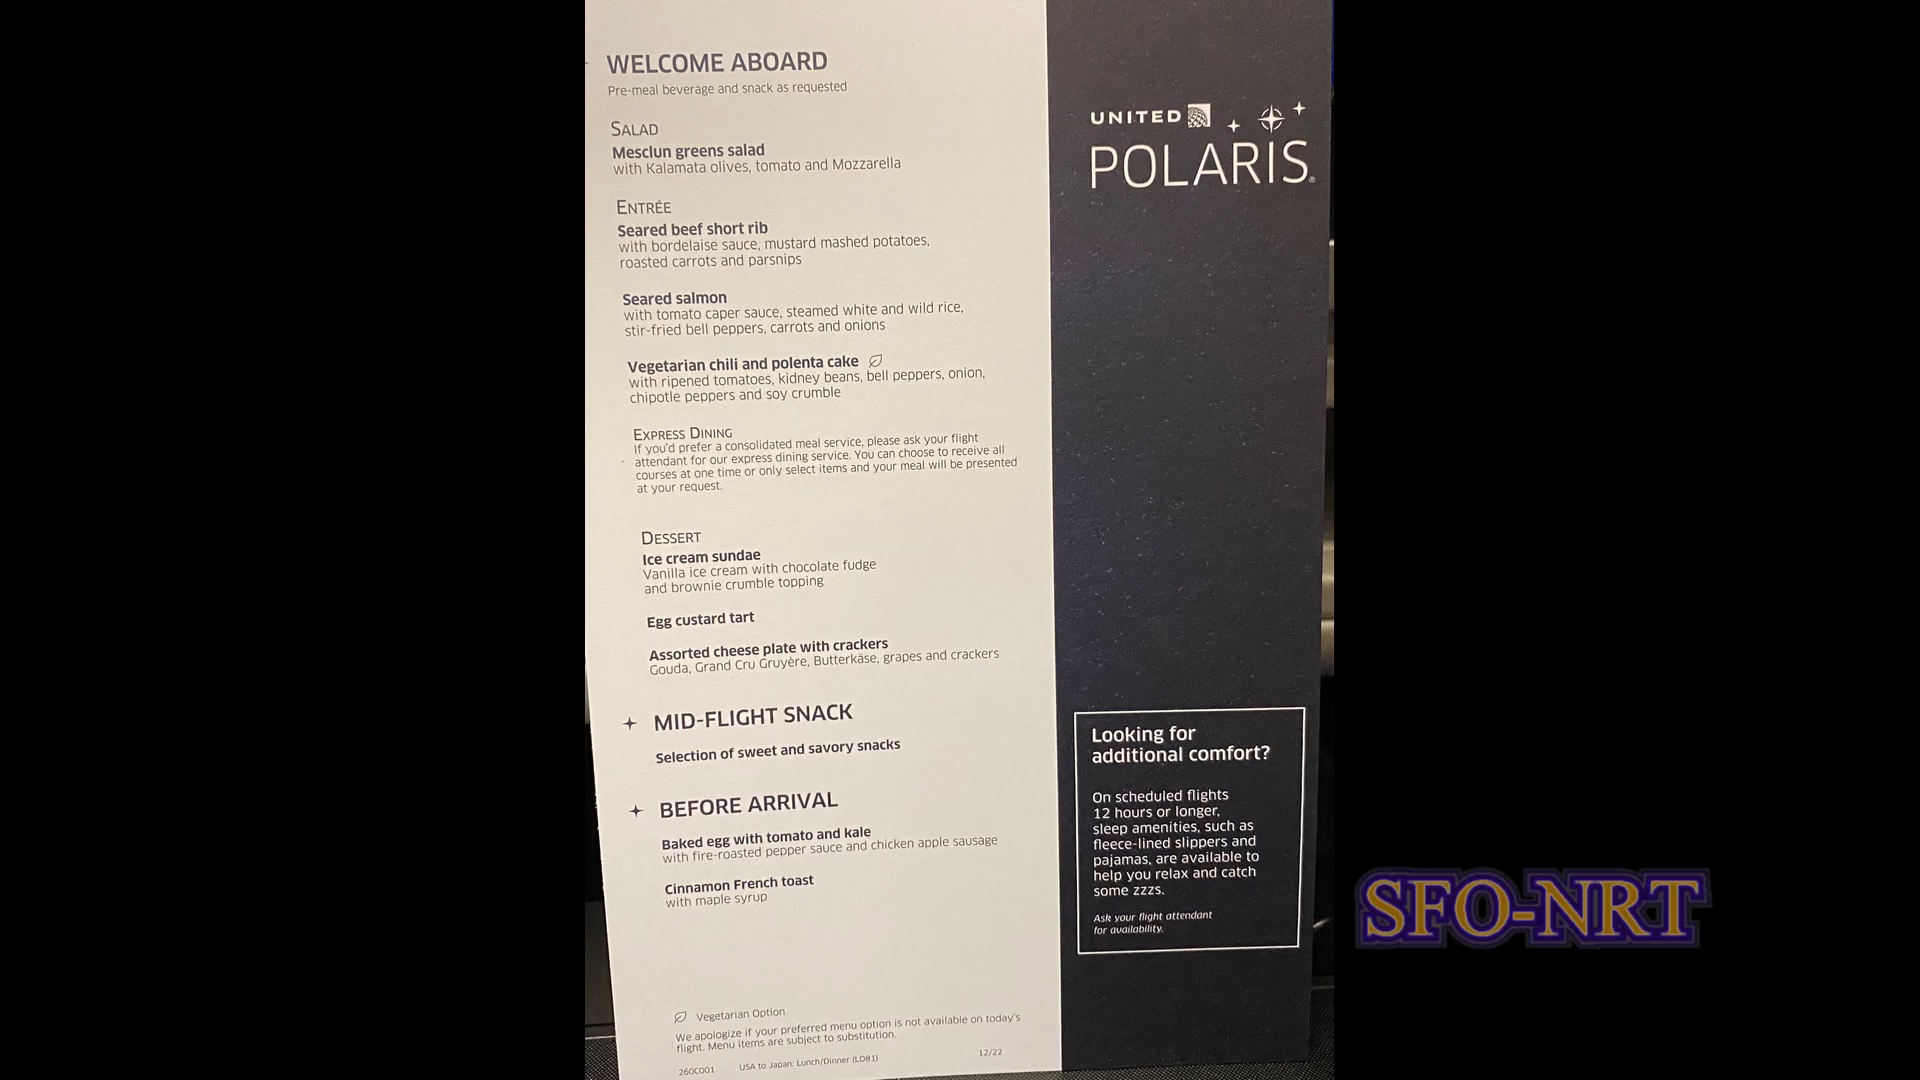 WELCOME ABOARD
Pre-meal beverage and snack as requested
SALAD
Mesclun greens salad
with Kalamata olives, tomato and Mozzarella
ENTRÉE
Seared beef short rib
with bordelaise sauce, mustard mashed potatoes,
roasted carrots and parsnips
Seared salmon
with tomato caper sauce, steamed white and wild rice,
stir-fried bell peppers, carrots and onions
Vegetarian chili and polenta cake
with ripened tomatoes, kidney beans, bell peppers, onion,
chipotle peppers and soy crumble
EXPRESS DINING
If you'd prefer a consolidated meal service, please ask your flight
attendant for our express dining service. You can choose to receive all
courses at one time or only select items and your meal will be presented
at your request.
DESSERT
Ice cream sundae
Vanilla ice cream with chocolate fudge
and brownie crumble topping
Egg custard tart
Assorted cheese plate with crackers
Gouda, Grand Cru Gruyère, Butterkäse, grapes and crackers
MID-FLIGHT SNACK
Selection of sweet and savory snacks
BEFORE ARRIVAL
Baked egg with tomato and kale
with fire-roasted pepper sauce and chicken apple sausage
Cinnamon French toast
with maple syrup
Vegetarian Option
We apologize if your preferred menu option is not available on today's
flight. Menu items are subject to substitution.
260C001 USA to Japan: Lunch/Dinner (LDB1) 12/22
UNITED
POLARIS®
Looking for
additional comfort?
On scheduled flights
12 hours or longer,
sleep amenities, such as
fleece-lined slippers and
pajamas, are available to
help you relax and catch
some zzzs.
Ask your flight attendant
for availability.
SFO-NRT